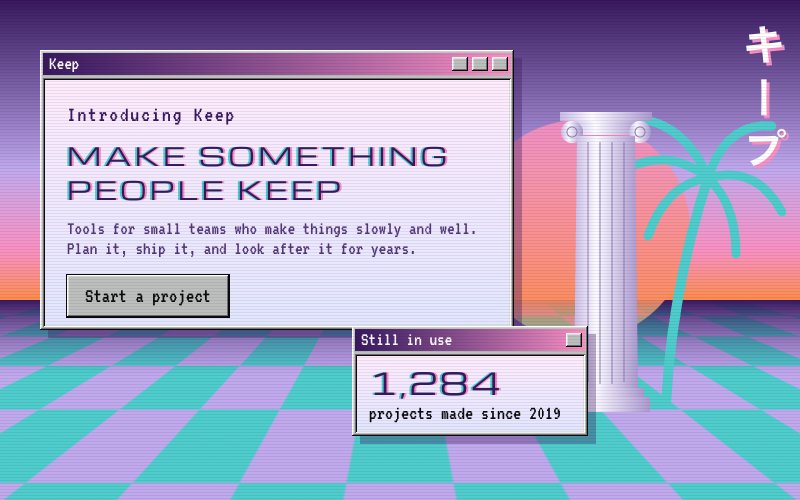 Keep
Introducing Keep
MAKE SOMETHING
PEOPLE KEEP
Tools for small teams who make things slowly and well.
Plan it, ship it, and look after it for years.
Start a project
Still in use
1,284
projects made since 2019
キープ